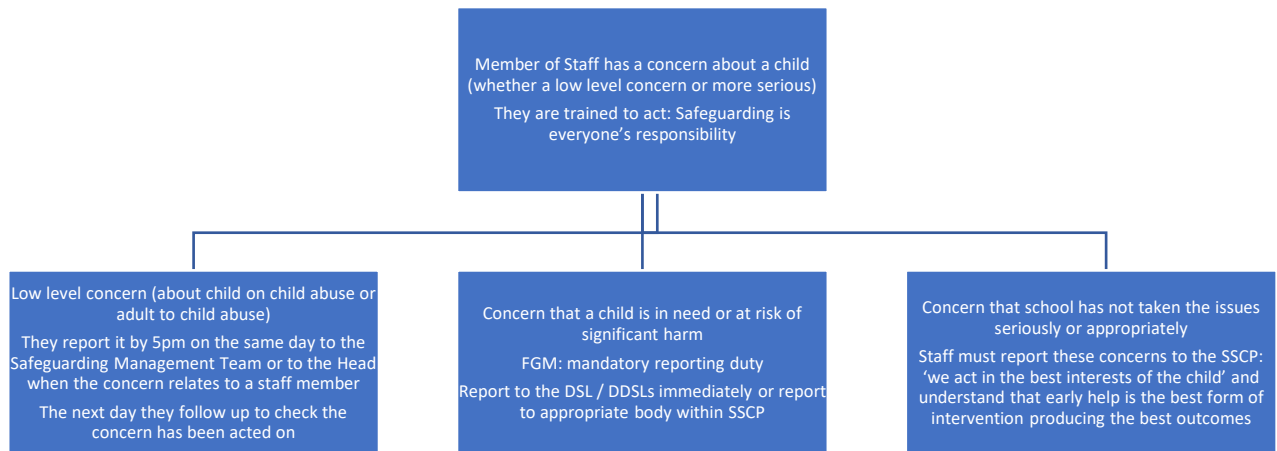 Member of Staff has a concern about a child
(whether a low level concern or more serious)
They are trained to act: Safeguarding is
everyone’s responsibility
Low level concern (about child on child abuse or
adult to child abuse)
They report it by 5pm on the same day to the
Safeguarding Management Team or to the Head
when the concern relates to a staff member
The next day they follow up to check the
concern has been acted on
Concern that a child is in need or at risk of
significant harm
FGM: mandatory reporting duty
Report to the DSL / DDSLs immediately or report
to appropriate body within SSCP
Concern that school has not taken the issues
seriously or appropriately
Staff must report these concerns to the SSCP:
‘we act in the best interests of the child’ and
understand that early help is the best form of
intervention producing the best outcomes